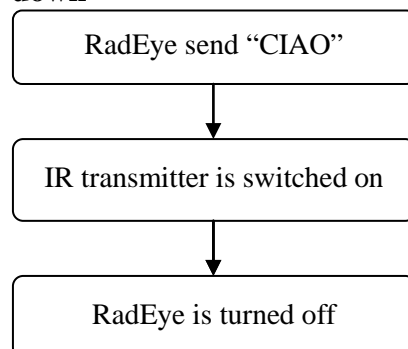 RadEye send “CIAO”
IR transmitter is switched on
RadEye is turned off